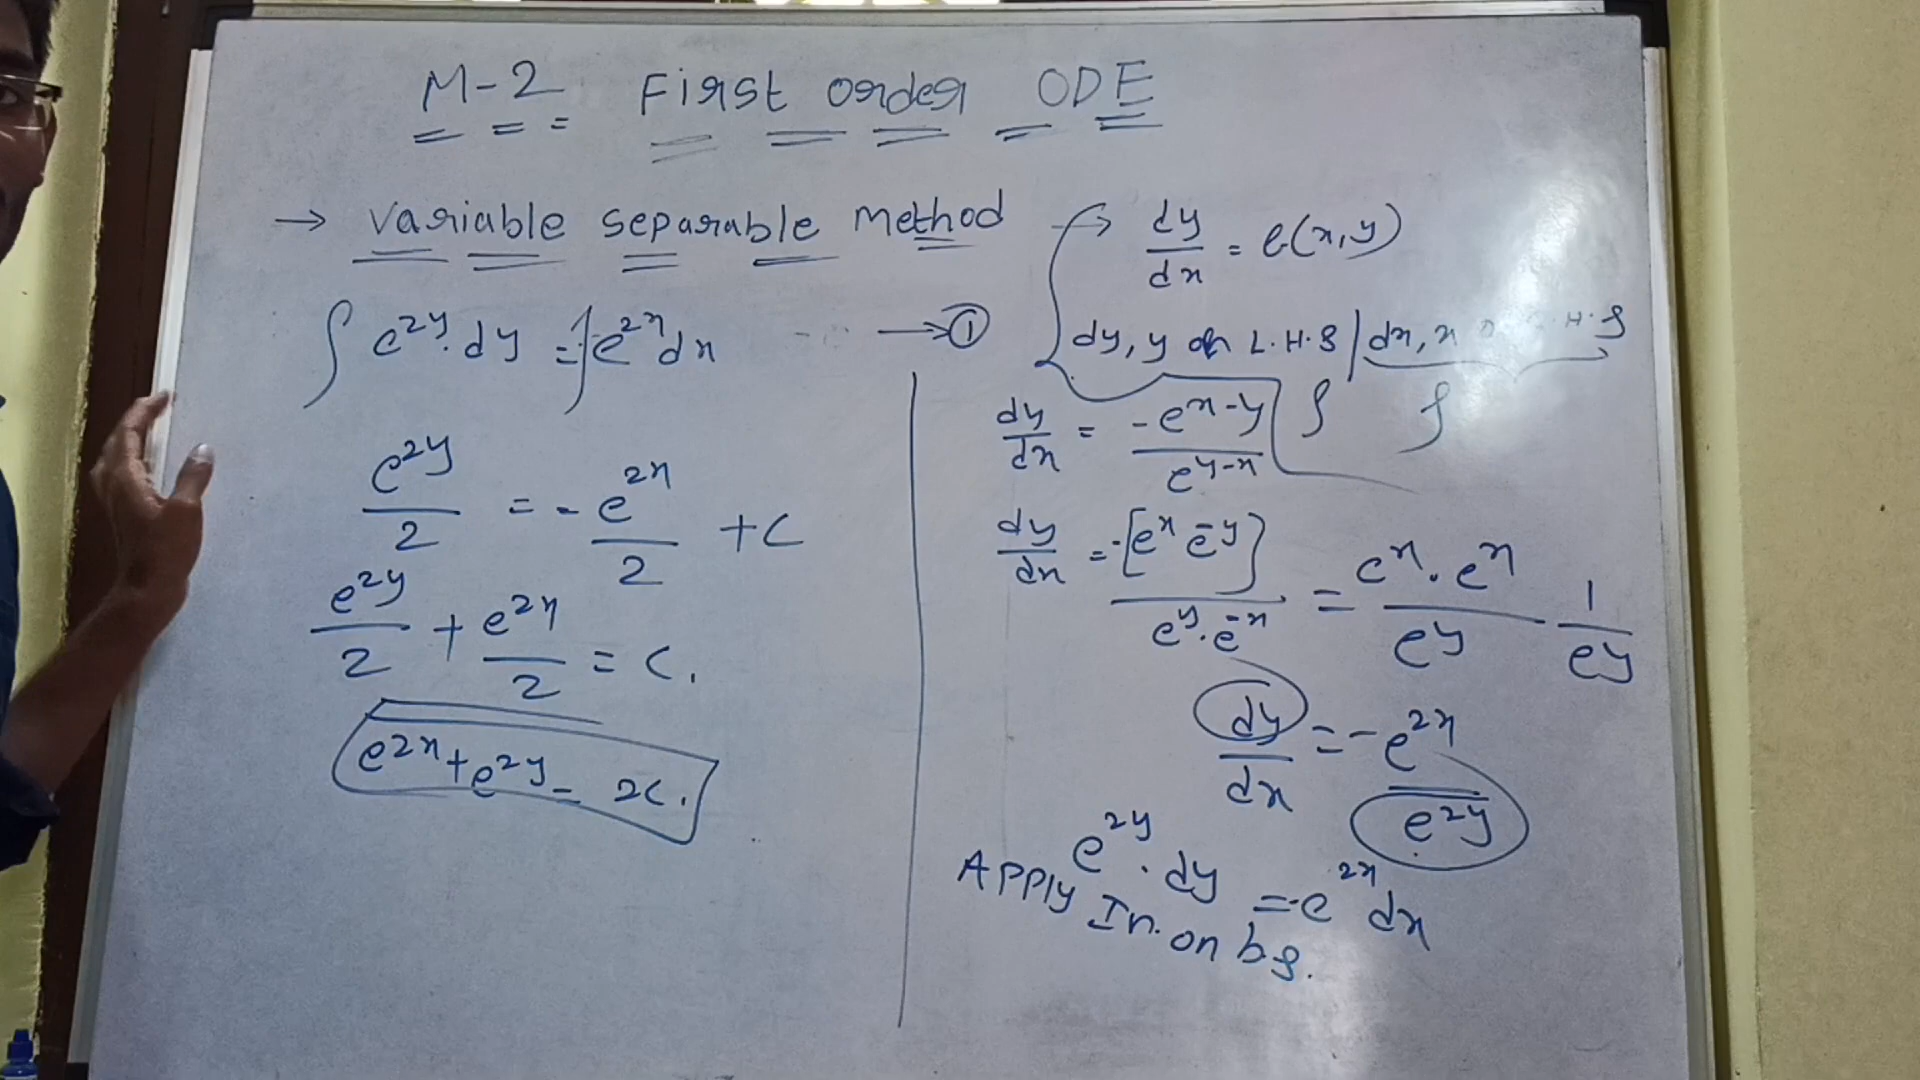 M-2 First order ODE
→ variable separable method
∫ e^2y. dy = -∫ e^2x dx → ①
e^2y/2 = - e^2x/2 + C
e^2y/2 + e^2x/2 = C.
e^2x + e^2y = 2C.
→ dy/dx = f(x,y)
dy, y on L.H.S | dx, x H.S
∫ ∫
dy/dx = -e^x-y / e^y-x
dy/dx = -[e^x e^-y] / e^y.e^-x = e^x.e^x / e^y 1/e^y
dy/dx = - e^2x / e^2y
e^2y . dy = -e^2x dx
Apply In. on b.s.